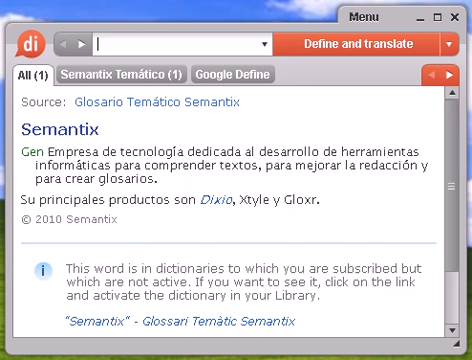 Menu
di
Define and translate
All (1)
Semantix Temático (1)
Google Define
Source: Glosario Temático Semantix
Semantix
Gen Empresa de tecnología dedicada al desarrollo de herramientas
informáticas para comprender textos, para mejorar la redacción y
para crear glosarios.
Su principales productos son Dixio, Xtyle y Gloxr.
© 2010 Semantix
i
This word is in dictionaries to which you are subscribed but
which are not active. If you want to see it, click on the link
and activate the dictionary in your Library.
"Semantix" - Glossari Temàtic Semantix